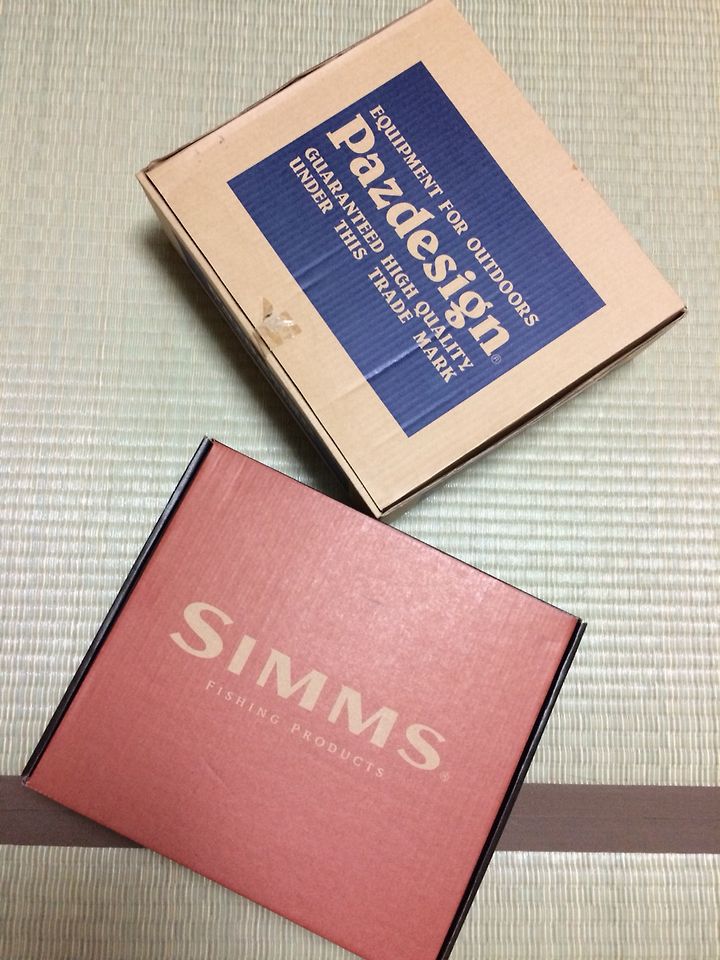 EQUIPMENT FOR OUTDOORS
Pazdesign®
GUARANTEED HIGH QUALITY
UNDER THIS TRADE MARK
SIMMS®
FISHING PRODUCTS